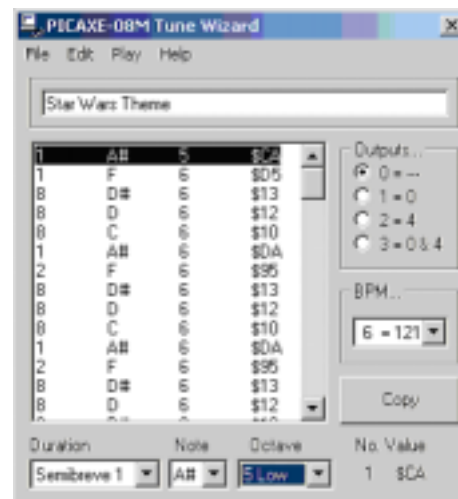 PICAXE-08M Tune Wizard
File Edit Play Help
Star Wars Theme
1 A# 5 $CA
1 F 6 $D5
8 D# 6 $13
8 D 6 $12
8 C 6 $10
1 A# 6 $DA
2 F 6 $95
8 D# 6 $13
8 D 6 $12
8 C 6 $10
1 A# 6 $DA
2 F 6 $95
8 D# 6 $13
8 D 6 $12
Outputs...
0 = ---
1 = 0
2 = 4
3 = 0 & 4
BPM...
6 = 121
Copy
Duration Note Octave No. Value
Semibreve 1 A# 5 Low 1 $CA